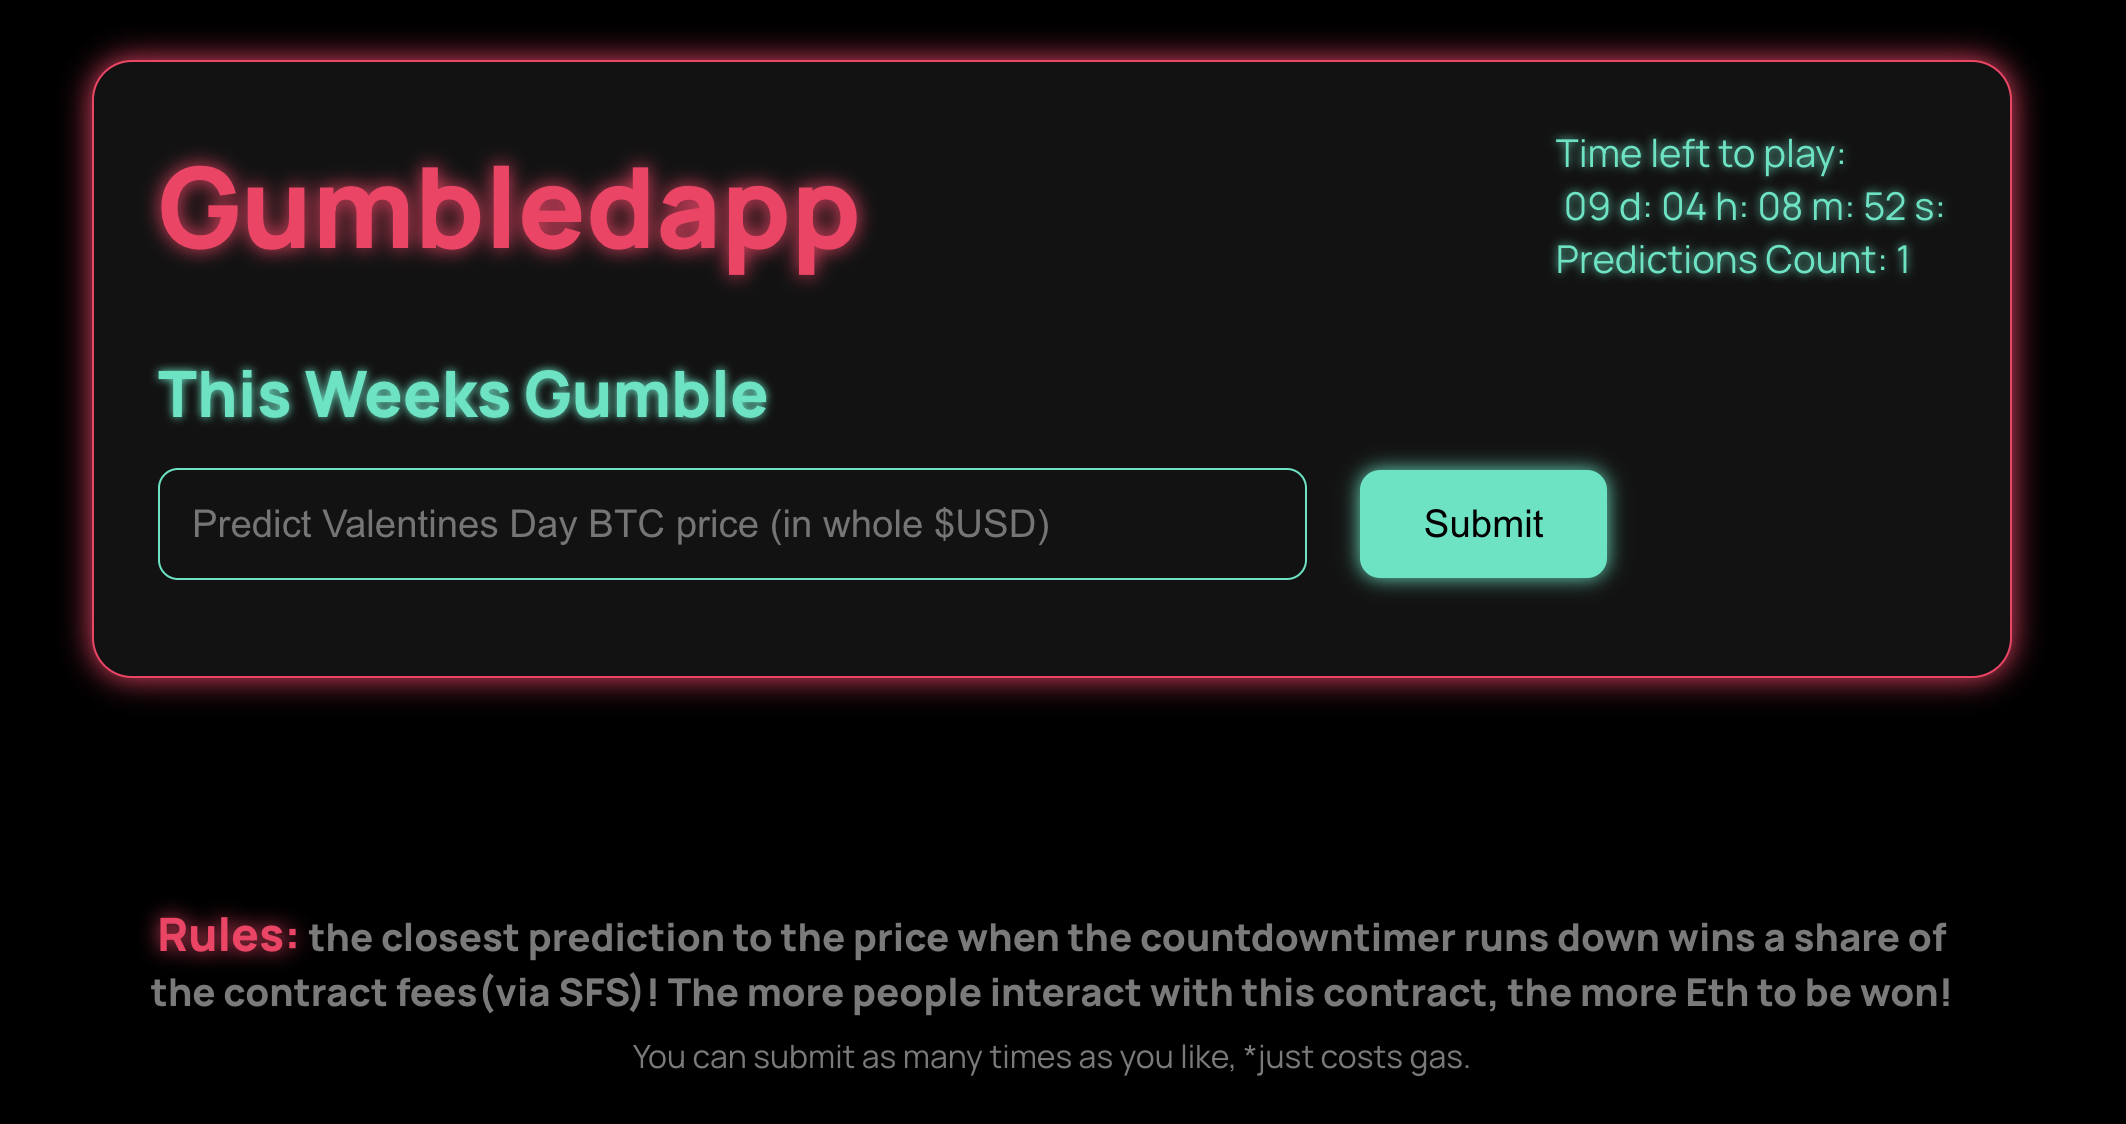 Gumbledapp
Time left to play:
09 d: 04 h: 08 m: 52 s:
Predictions Count: 1
This Weeks Gumble
Predict Valentines Day BTC price (in whole $USD)
Submit
Rules: the closest prediction to the price when the countdowntimer runs down wins a share of
the contract fees(via SFS)! The more people interact with this contract, the more Eth to be won!
You can submit as many times as you like, *just costs gas.